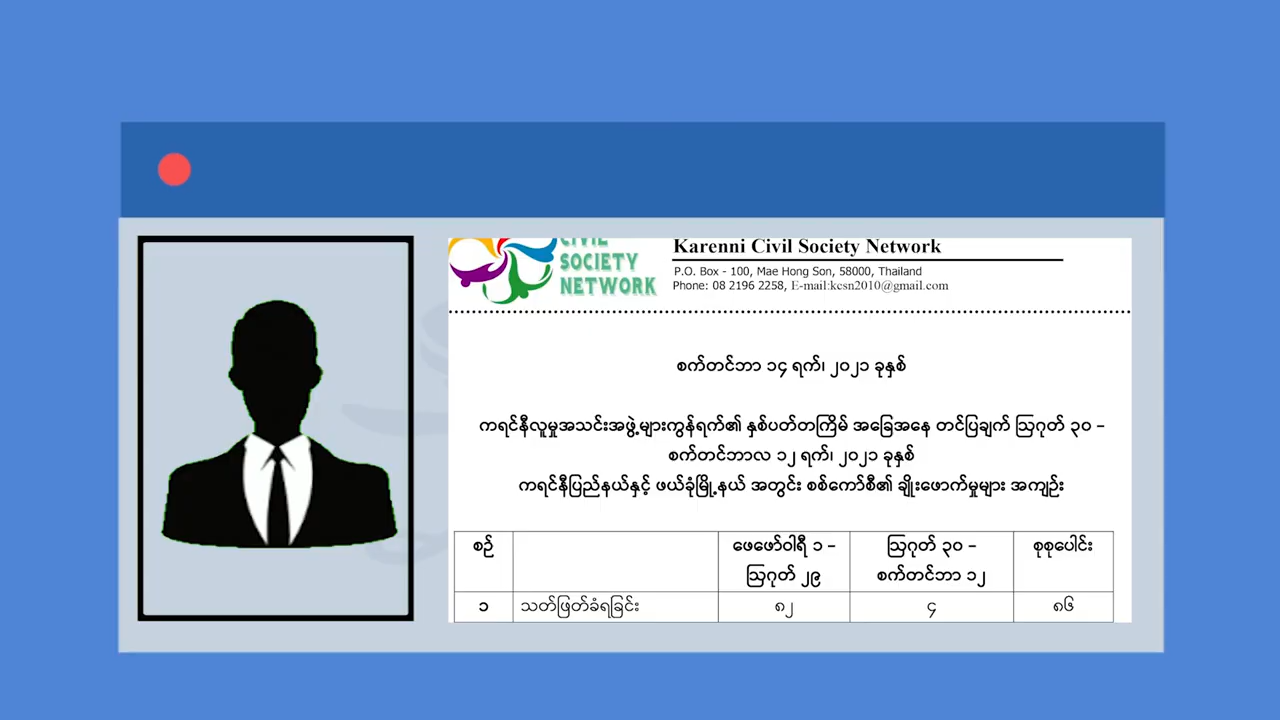 CIVIL
SOCIETY
NETWORK
Karenni Civil Society Network
P.O. Box - 100, Mae Hong Son, 58000, Thailand
Phone: 08 2196 2258, E-mail:kcsn2010@gmail.com
စက်တင်ဘာ ၁၄ ရက်၊ ၂၀၂၁ ခုနှစ်
ကရင်နီလူမှုအသင်းအဖွဲ့များကွန်ရက်၏ နှစ်ပတ်တကြိမ် အခြေအနေ တင်ပြချက် ဩဂုတ် ၃၀ –
စက်တင်ဘာလ ၁၂ ရက်၊ ၂၀၂၁ ခုနှစ်
ကရင်နီပြည်နယ်နှင့် ဖယ်ခုံမြို့နယ် အတွင်း စစ်ကော်စီ၏ ချိုးဖောက်မှုများ အကျဉ်း
စဉ် ဖေဖော်ဝါရီ ၁ – ဩဂုတ် ၃၀ – စုစုပေါင်း
ဩဂုတ် ၂၉ စက်တင်ဘာ ၁၂
၁ သတ်ဖြတ်ခံရခြင်း ၈၂ ၄ ၈၆